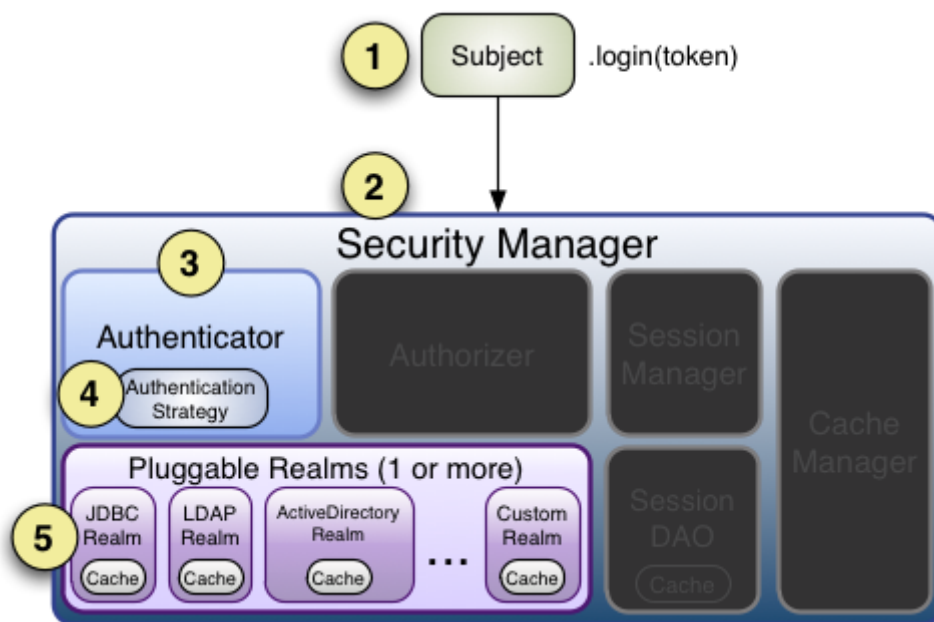 1
Subject
.login(token)
2
Security Manager
3
Authenticator
4
Authentication
Strategy
Authorizer
Session
Manager
Cache
Manager
Pluggable Realms (1 or more)
5
JDBC
Realm
Cache
LDAP
Realm
Cache
ActiveDirectory
Realm
Cache
...
Custom
Realm
Cache
Session
DAO
Cache